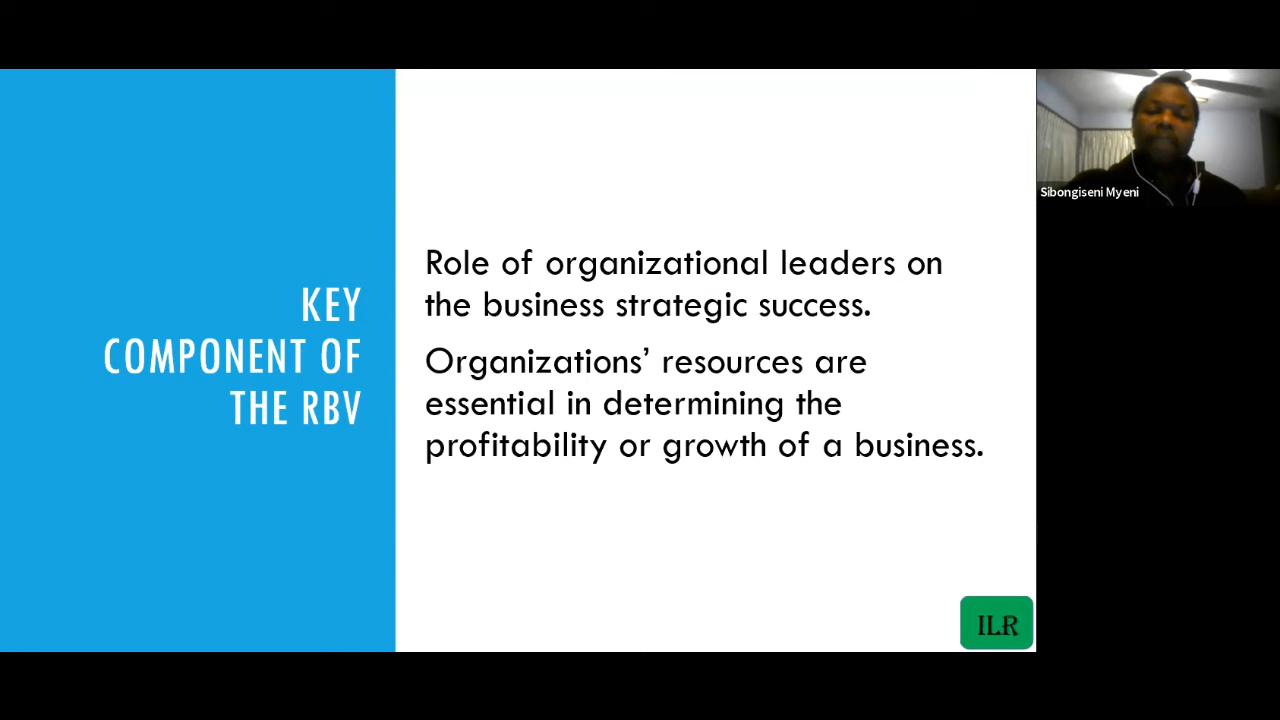 KEY
COMPONENT OF
THE RBV
Role of organizational leaders on
the business strategic success.
Organizations’ resources are
essential in determining the
profitability or growth of a business.
Sibongiseni Myeni
ILR